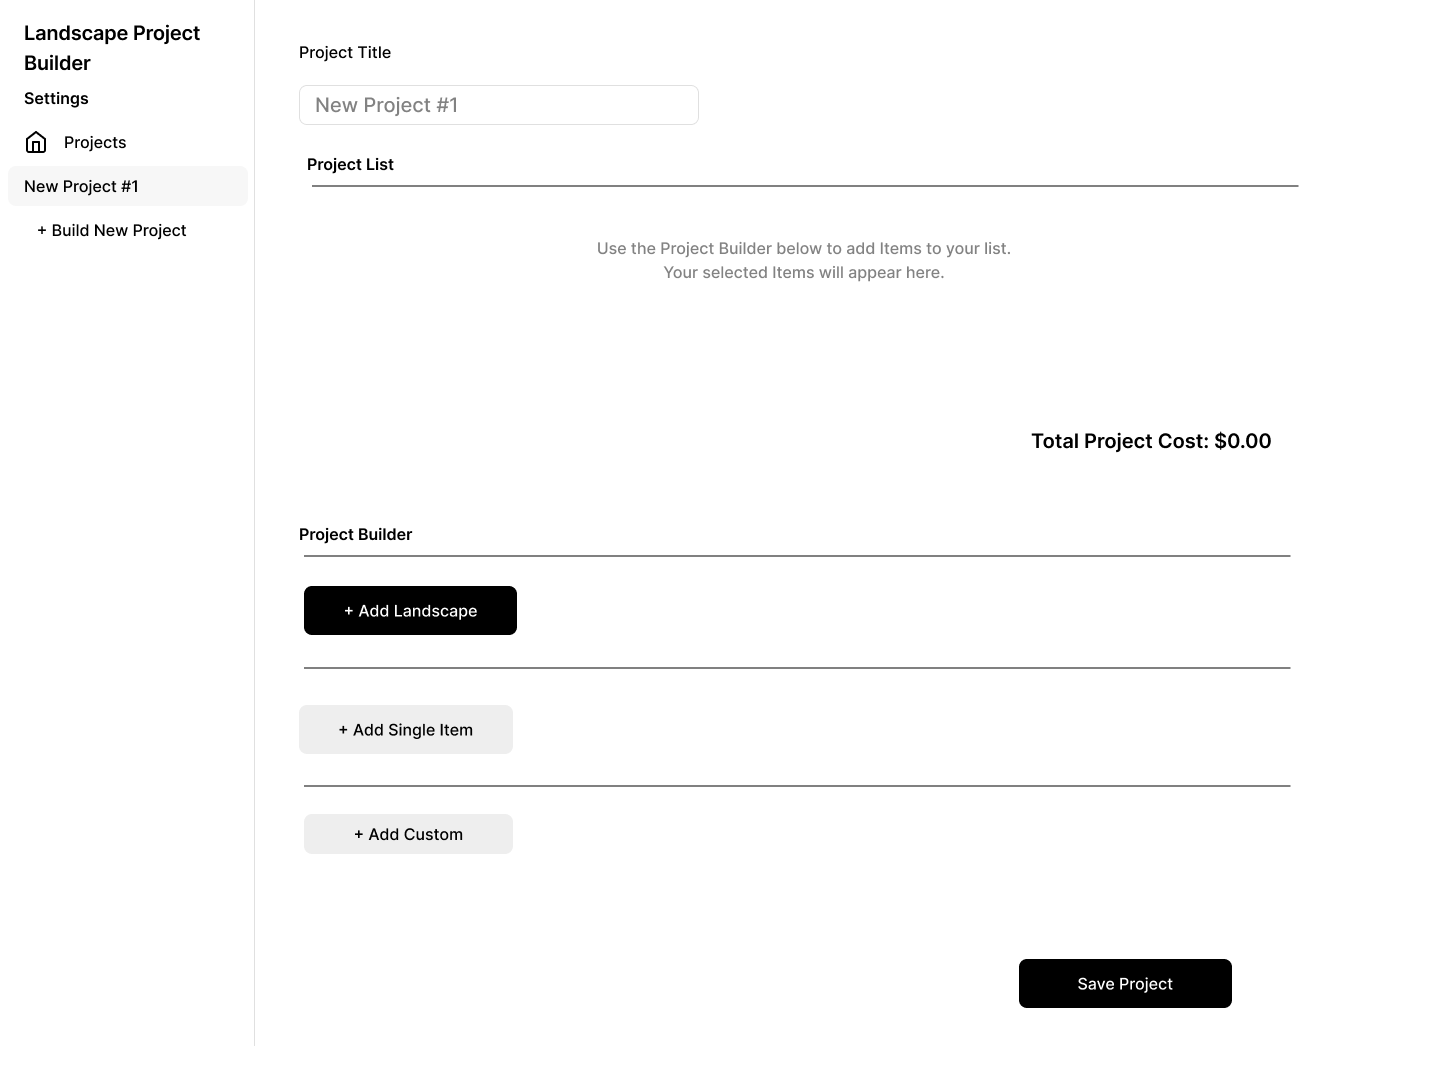 Landscape Project
Builder
Settings
Projects
New Project #1
+ Build New Project
Project Title
New Project #1
Project List
Use the Project Builder below to add Items to your list.
Your selected Items will appear here.
Total Project Cost: $0.00
Project Builder
+ Add Landscape
+ Add Single Item
+ Add Custom
Save Project